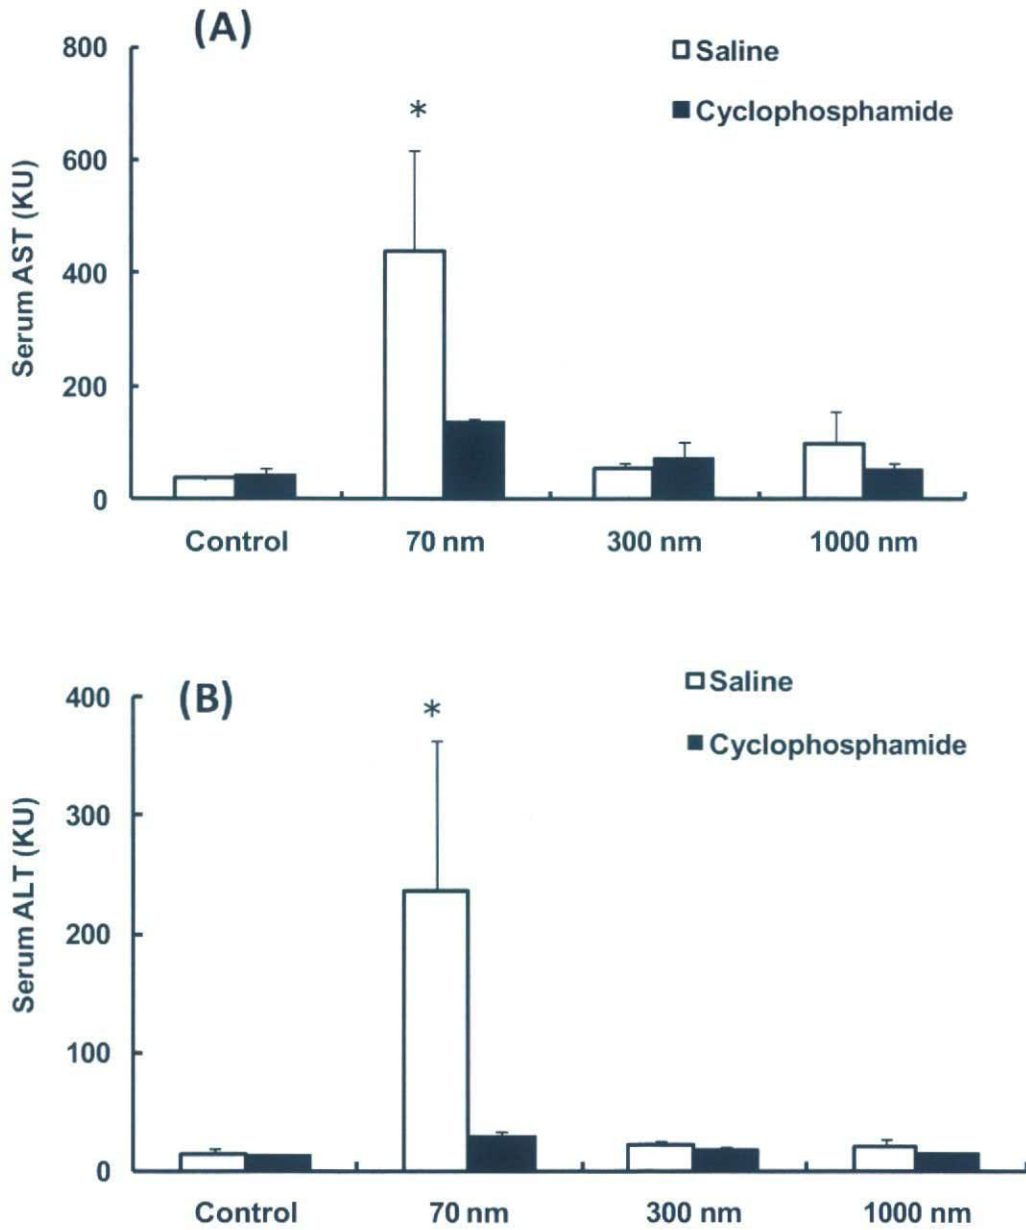 (A)
800
600
400
200
0
Serum AST (KU)
Saline
Cyclophosphamide
*
Control 70 nm 300 nm 1000 nm
(B)
400
300
200
100
0
Serum ALT (KU)
Saline
Cyclophosphamide
*
Control 70 nm 300 nm 1000 nm